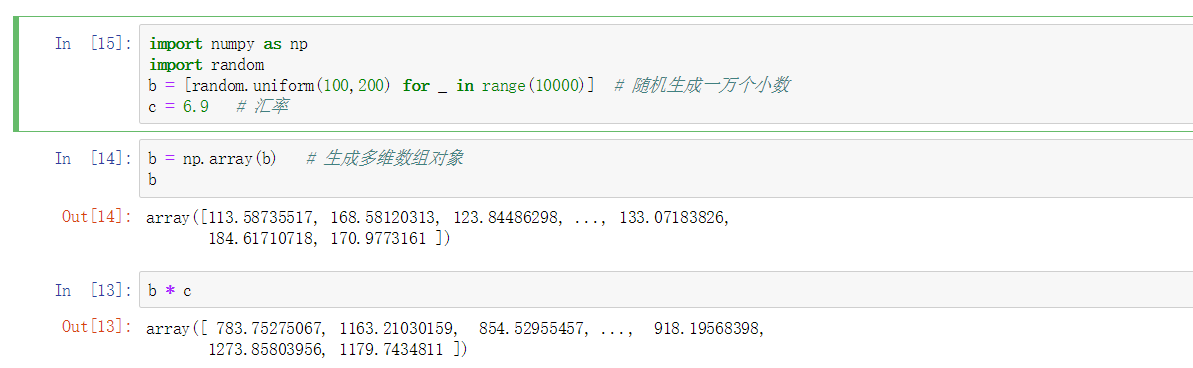 In [15]: import numpy as np
import random
b = [random.uniform(100,200) for _ in range(10000)]  # 随机生成一万个小数
c = 6.9   # 汇率
In [14]: b = np.array(b)   # 生成多维数组对象
b
Out[14]: array([113.58735517, 168.58120313, 123.84486298, ..., 133.07183826,
184.61710718, 170.9773161 ])
In [13]: b * c
Out[13]: array([ 783.75275067, 1163.21030159,  854.52955457, ...,  918.19568398,
1273.85803956, 1179.7434811 ])